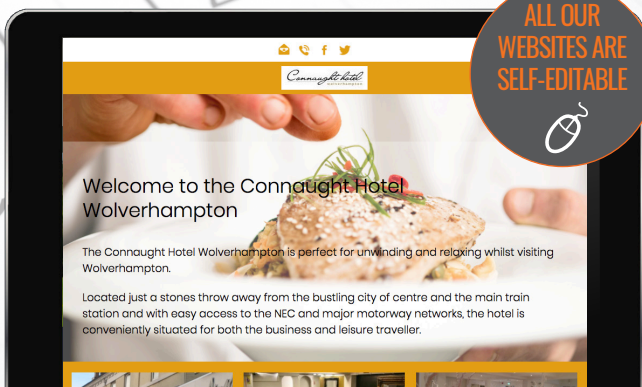 ALL OUR
WEBSITES ARE
SELF-EDITABLE
Connaught hotel
wolverhampton
Welcome to the Connaught Hotel
Wolverhampton
The Connaught Hotel Wolverhampton is perfect for unwinding and relaxing whilst visiting
Wolverhampton.
Located just a stones throw away from the bustling city of centre and the main train
station and with easy access to the NEC and major motorway networks, the hotel is
conveniently situated for both the business and leisure traveller.